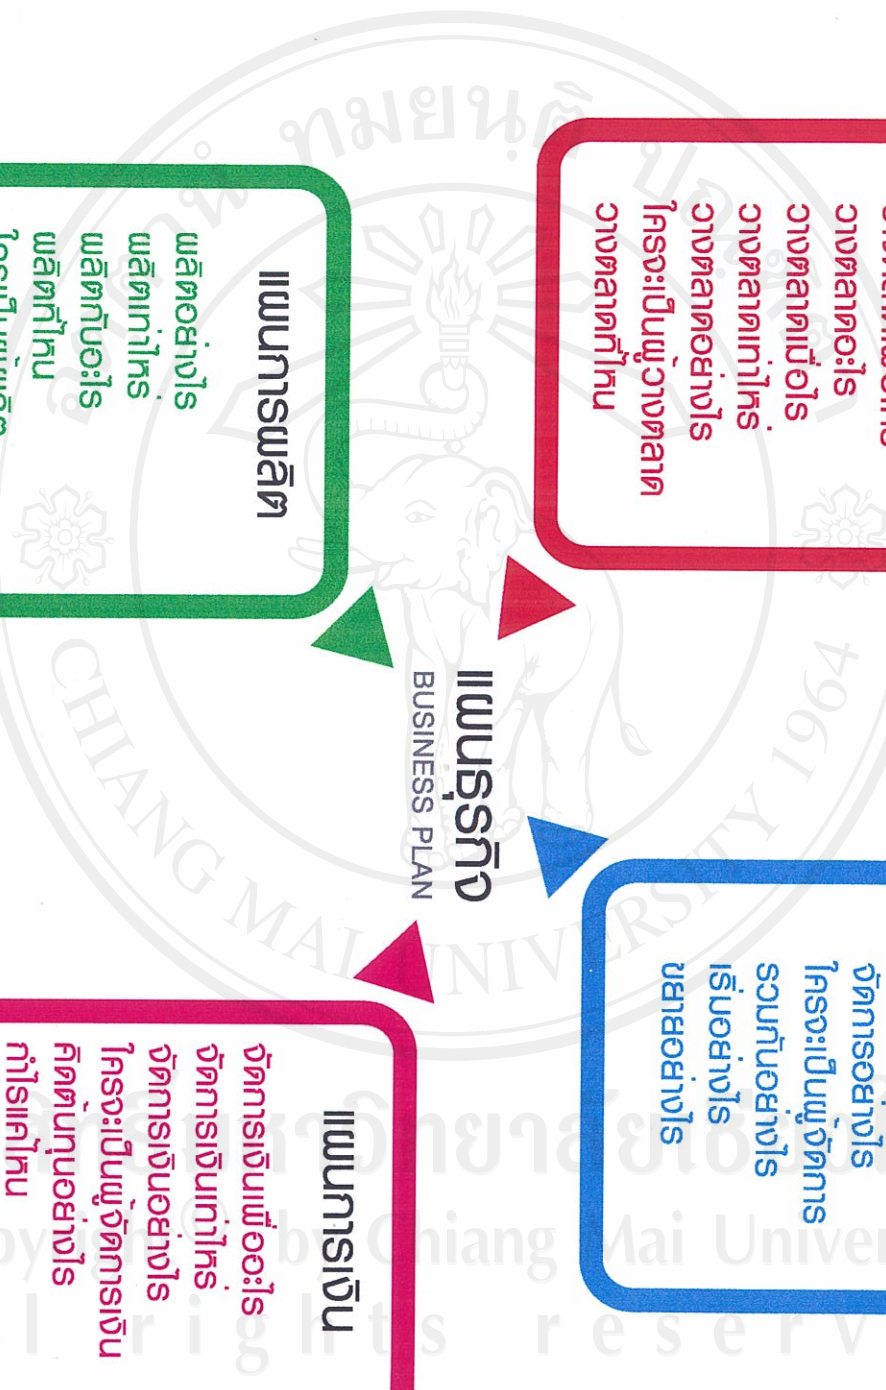 วางตลาดอะไร
วางตลาดเมื่อไร
วางตลาดเท่าไหร่
วางตลาดอย่างไร
ใครจะเป็นผู้วางตลาด
วางตลาดที่ไหน
จัดการอย่างไร
ใครจะเป็นผู้จัดการ
รวมกันอย่างไร
เริ่มอย่างไร
ขยายอย่างไร
แผนธุรกิจ
BUSINESS PLAN
แผนการผลิต
ผลิตอย่างไร
ผลิตเท่าไหร่
ผลิตกับอะไร
ผลิตที่ไหน
แผนการเงิน
จัดการเงินเพื่ออะไร
จัดการเงินเท่าไหร่
จัดการเงินอย่างไร
ใครจะเป็นผู้จัดการเงิน
คิดต้นทุนอย่างไร
กำไรแค่ไหน
CHIANG MAI UNIVERSITY 1964
by Chiang Mai
rights